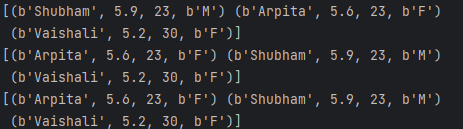 [(b'Shubham', 5.9, 23, b'M') (b'Arpita', 5.6, 23, b'F')
 (b'Vaishali', 5.2, 30, b'F')]
[(b'Arpita', 5.6, 23, b'F') (b'Shubham', 5.9, 23, b'M')
 (b'Vaishali', 5.2, 30, b'F')]
[(b'Arpita', 5.6, 23, b'F') (b'Shubham', 5.9, 23, b'M')
 (b'Vaishali', 5.2, 30, b'F')]